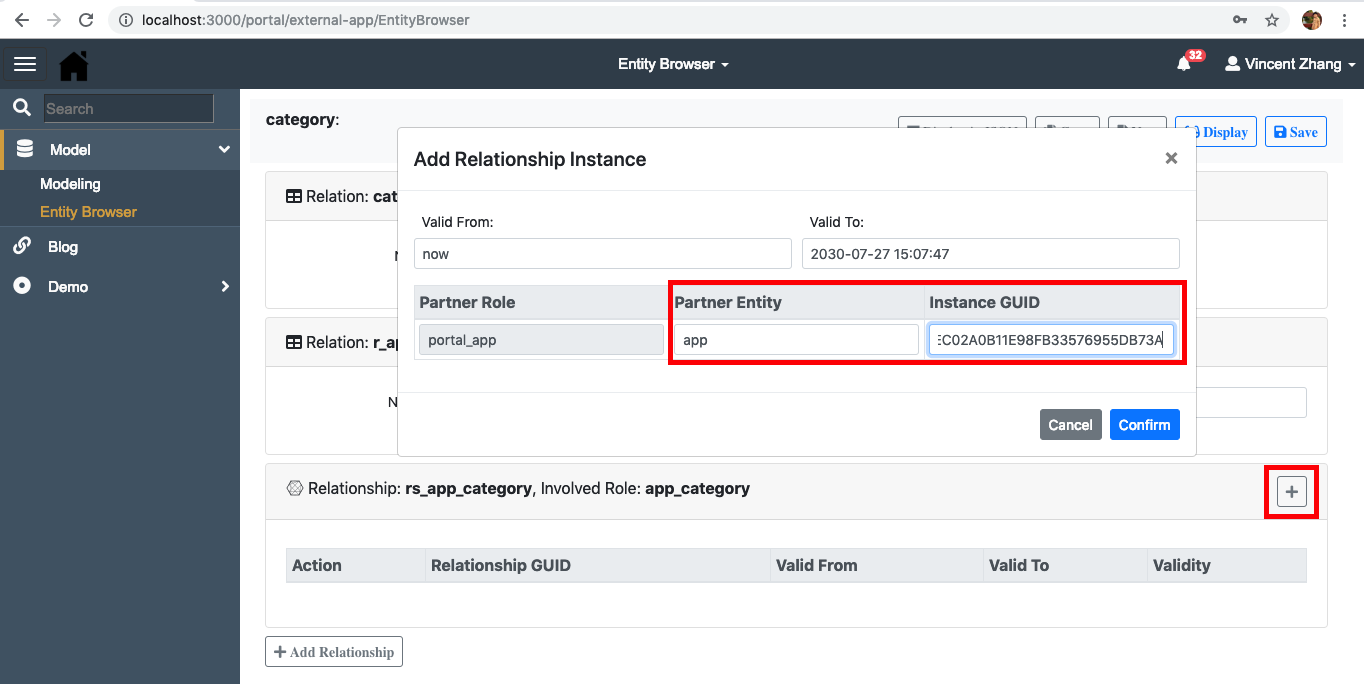 localhost:3000/portal/external-app/EntityBrowser
Entity Browser
32
Vincent Zhang
Search
Model
Modeling
Entity Browser
Blog
Demo
category:
Display
Save
Add Relationship Instance
×
Valid From:
Valid To:
now
2030-07-27 15:07:47
Partner Role
Partner Entity
Instance GUID
portal_app
app
EC02A0B11E98FB33576955DB73A
Cancel
Confirm
Relation: cat
N
Relation: r_ap
N
Relationship: rs_app_category, Involved Role: app_category
+
Action
Relationship GUID
Valid From
Valid To
Validity
+ Add Relationship